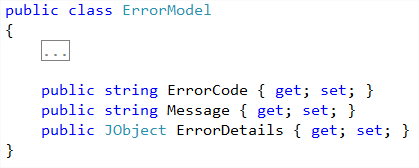 public class ErrorModel
{
...
public string ErrorCode { get; set; }
public string Message { get; set; }
public JObject ErrorDetails { get; set; }
}